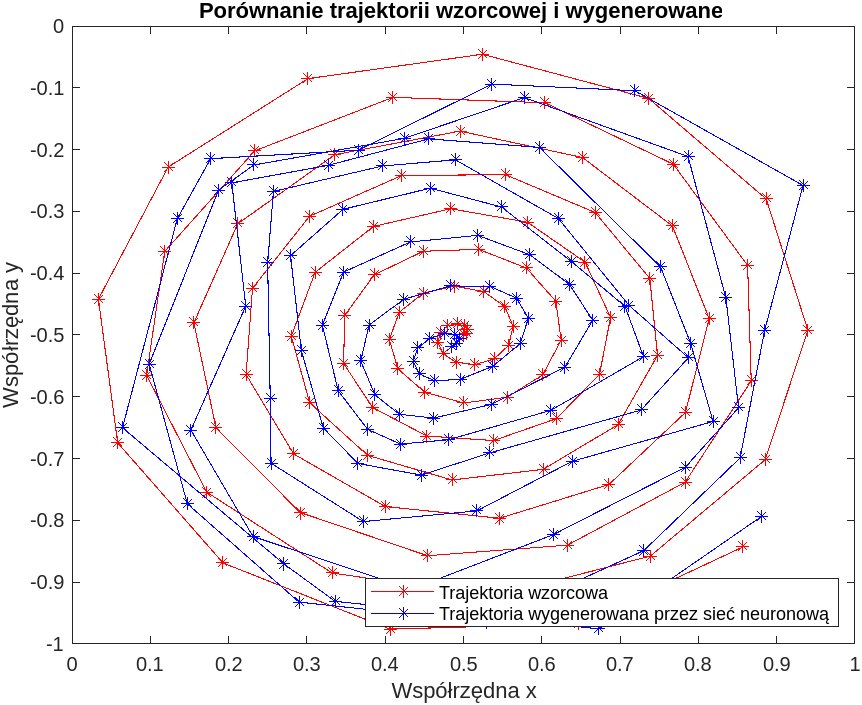 Porównanie trajektorii wzorcowej i wygenerowane
0
-0.1
-0.2
-0.3
-0.4
-0.5
-0.6
-0.7
-0.8
-0.9
-1
Współrzędna y
Trajektoria wzorcowa
Trajektoria wygenerowana przez sieć neuronową
0 0.1 0.2 0.3 0.4 0.5 0.6 0.7 0.8 0.9 1
Współrzędna x